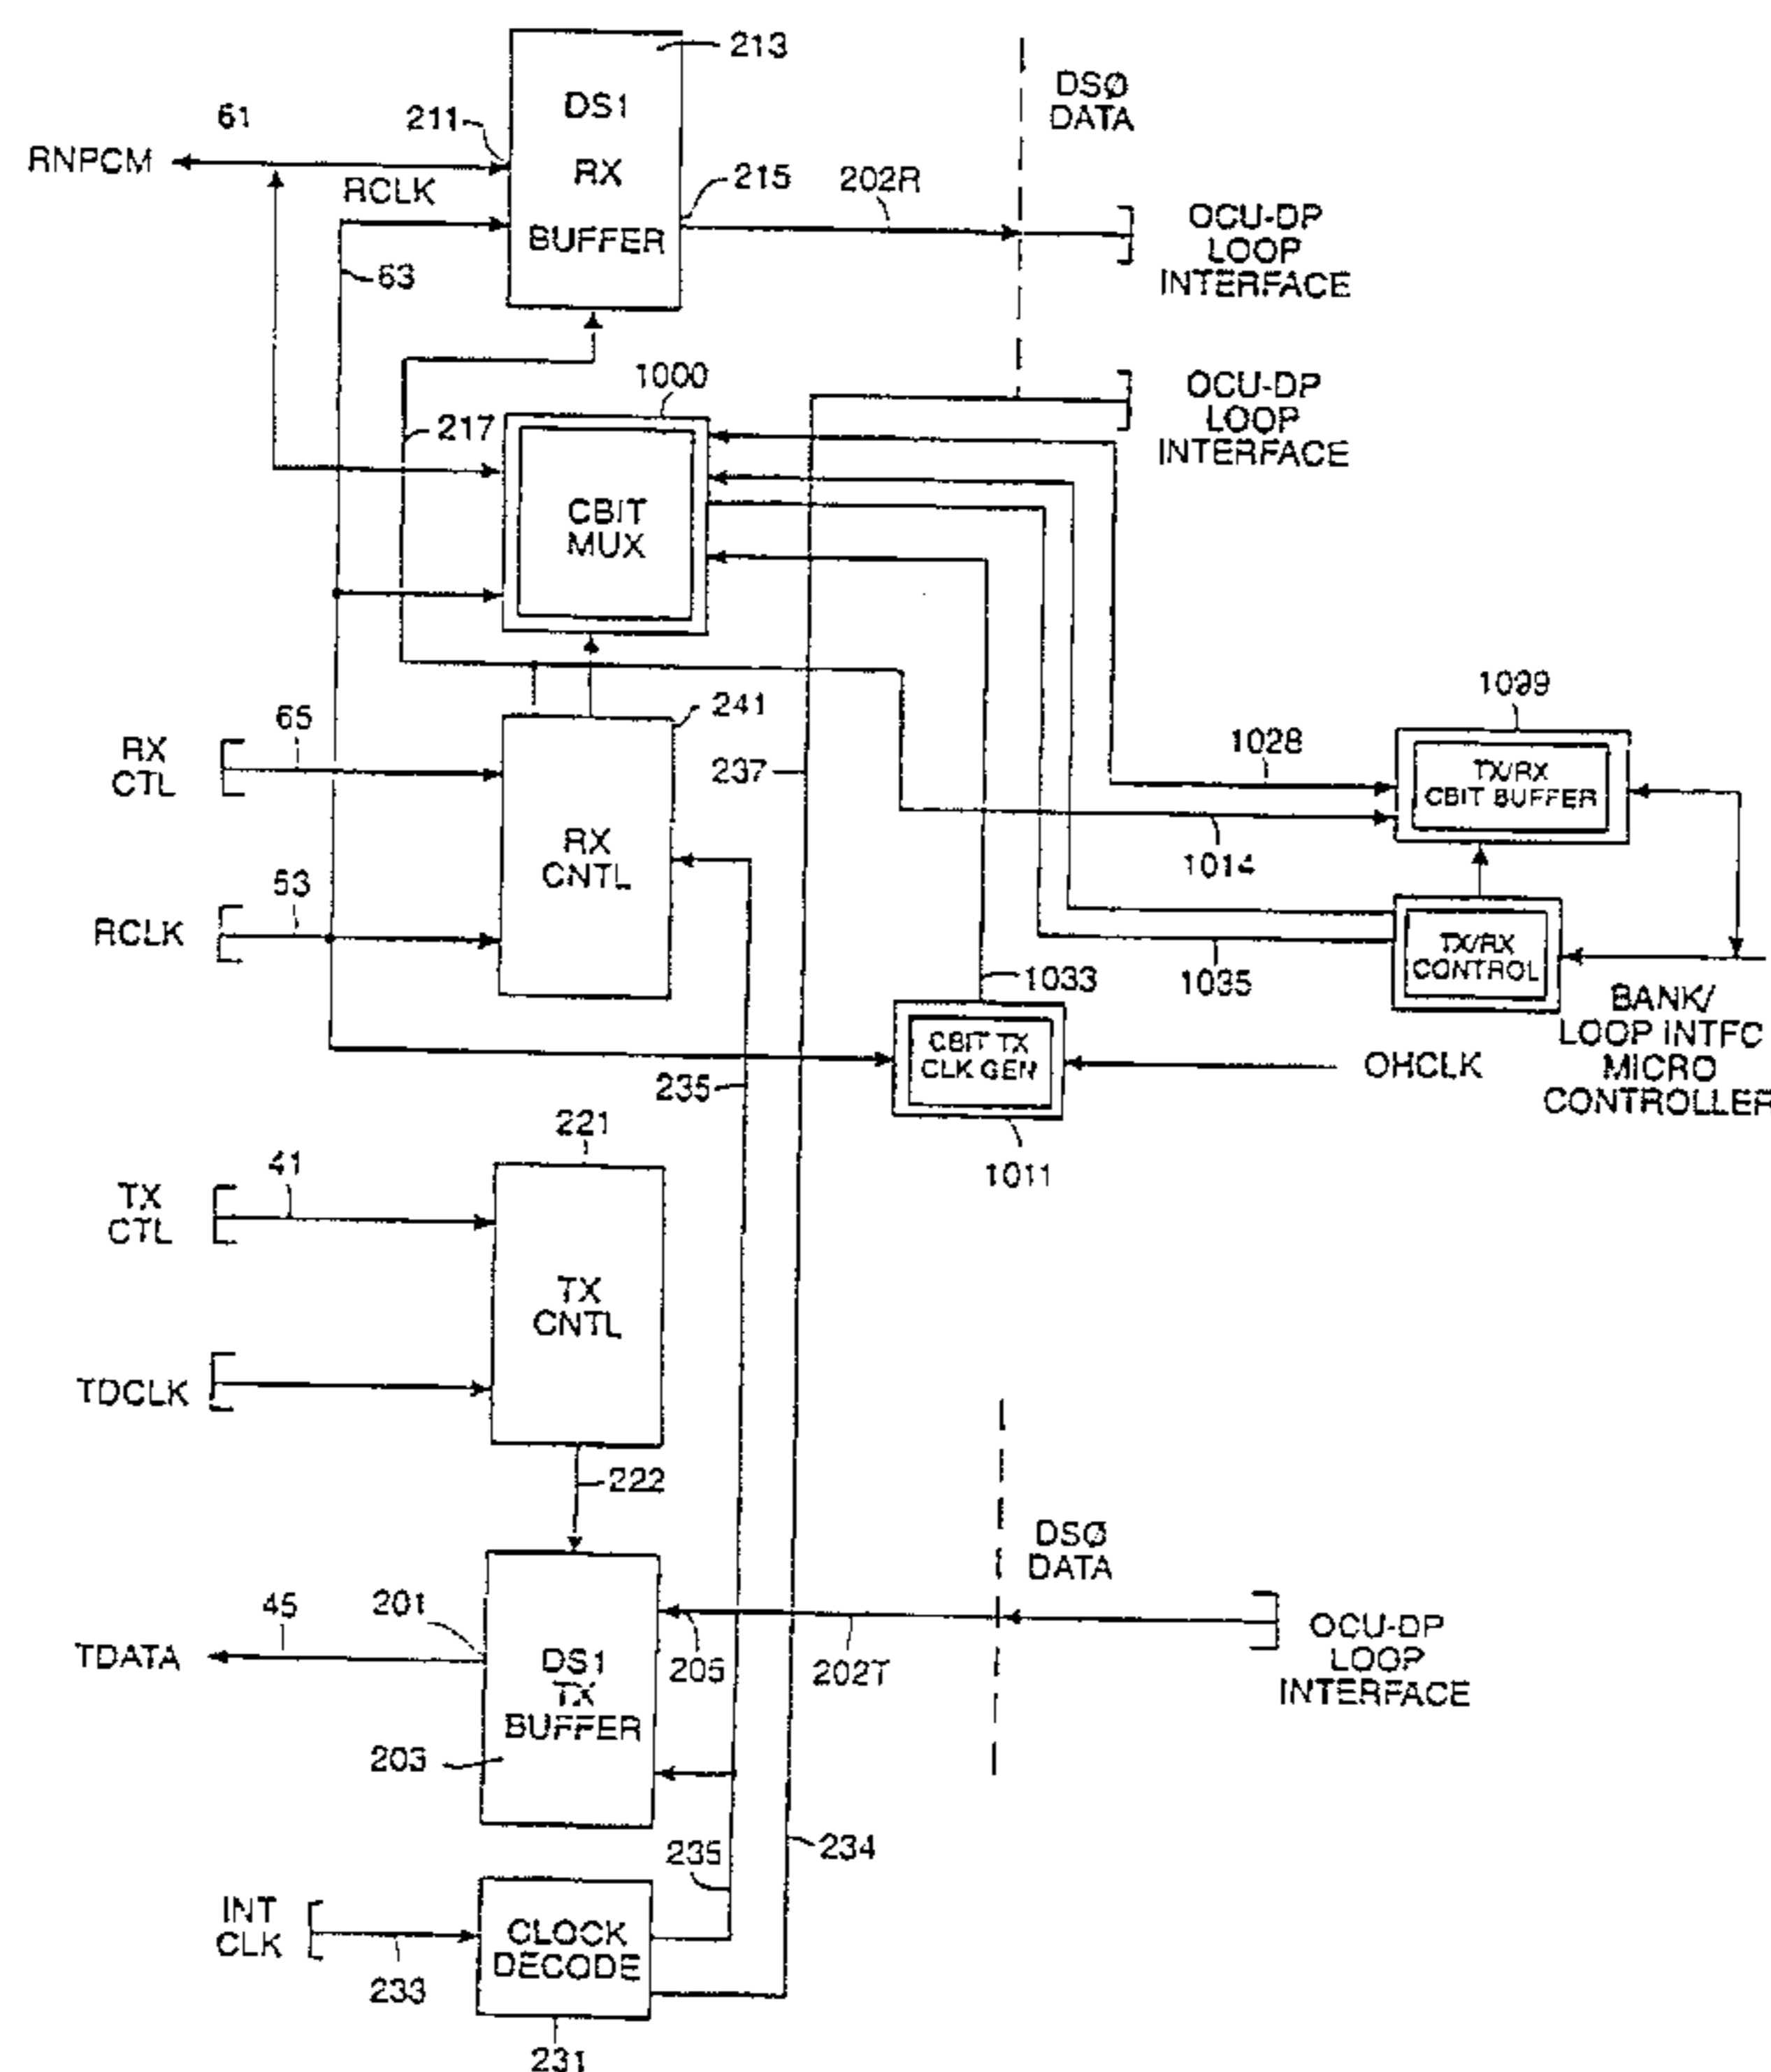 213
DS1
RX
BUFFER
DSØ
DATA
61
211
RNPCM
RCLK
215
202R
OCU-DP
LOOP
INTERFACE
63
1000
OCU-DP
LOOP
INTERFACE
217
CBIT
MUX
241
1099
RX
CTL
65
237
1028
TX/RX
CBIT BUFFER
RX
CNTL
1014
RCLK
53
TX/RX
CONTROL
1033
1035
BANK/
LOOP INTFC
MICRO
CONTROLLER
CBIT TX
CLK GEN
OHCLK
235
221
1011
TX
CTL
41
TX
CNTL
TDCLK
222
DSØ
DATA
TDATA
45
201
DS1
TX
BUFFER
205
202T
OCU-DP
LOOP
INTERFACE
203
235
234
INT
CLK
233
CLOCK
DECODE
231